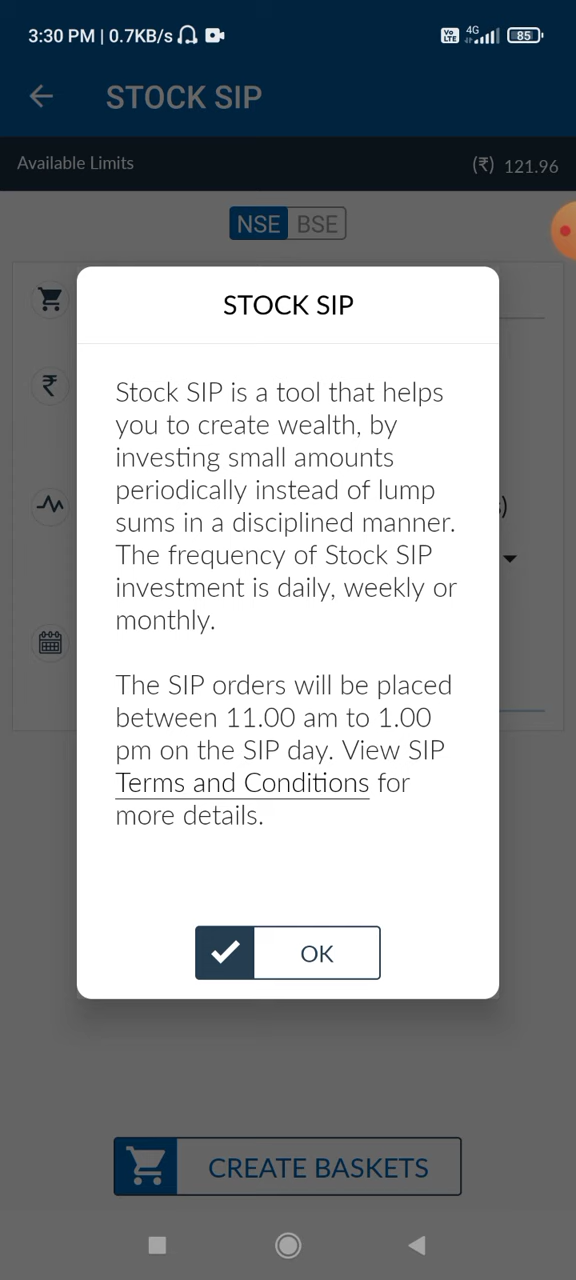 3:30 PM | 0.7KB/s
Vo LTE 4G 85
STOCK SIP
Available Limits (₹) 121.96
NSE BSE
STOCK SIP
Stock SIP is a tool that helps
you to create wealth, by
investing small amounts
periodically instead of lump
sums in a disciplined manner.
The frequency of Stock SIP
investment is daily, weekly or
monthly.
The SIP orders will be placed
between 11.00 am to 1.00
pm on the SIP day. View SIP
Terms and Conditions for
more details.
OK
CREATE BASKETS